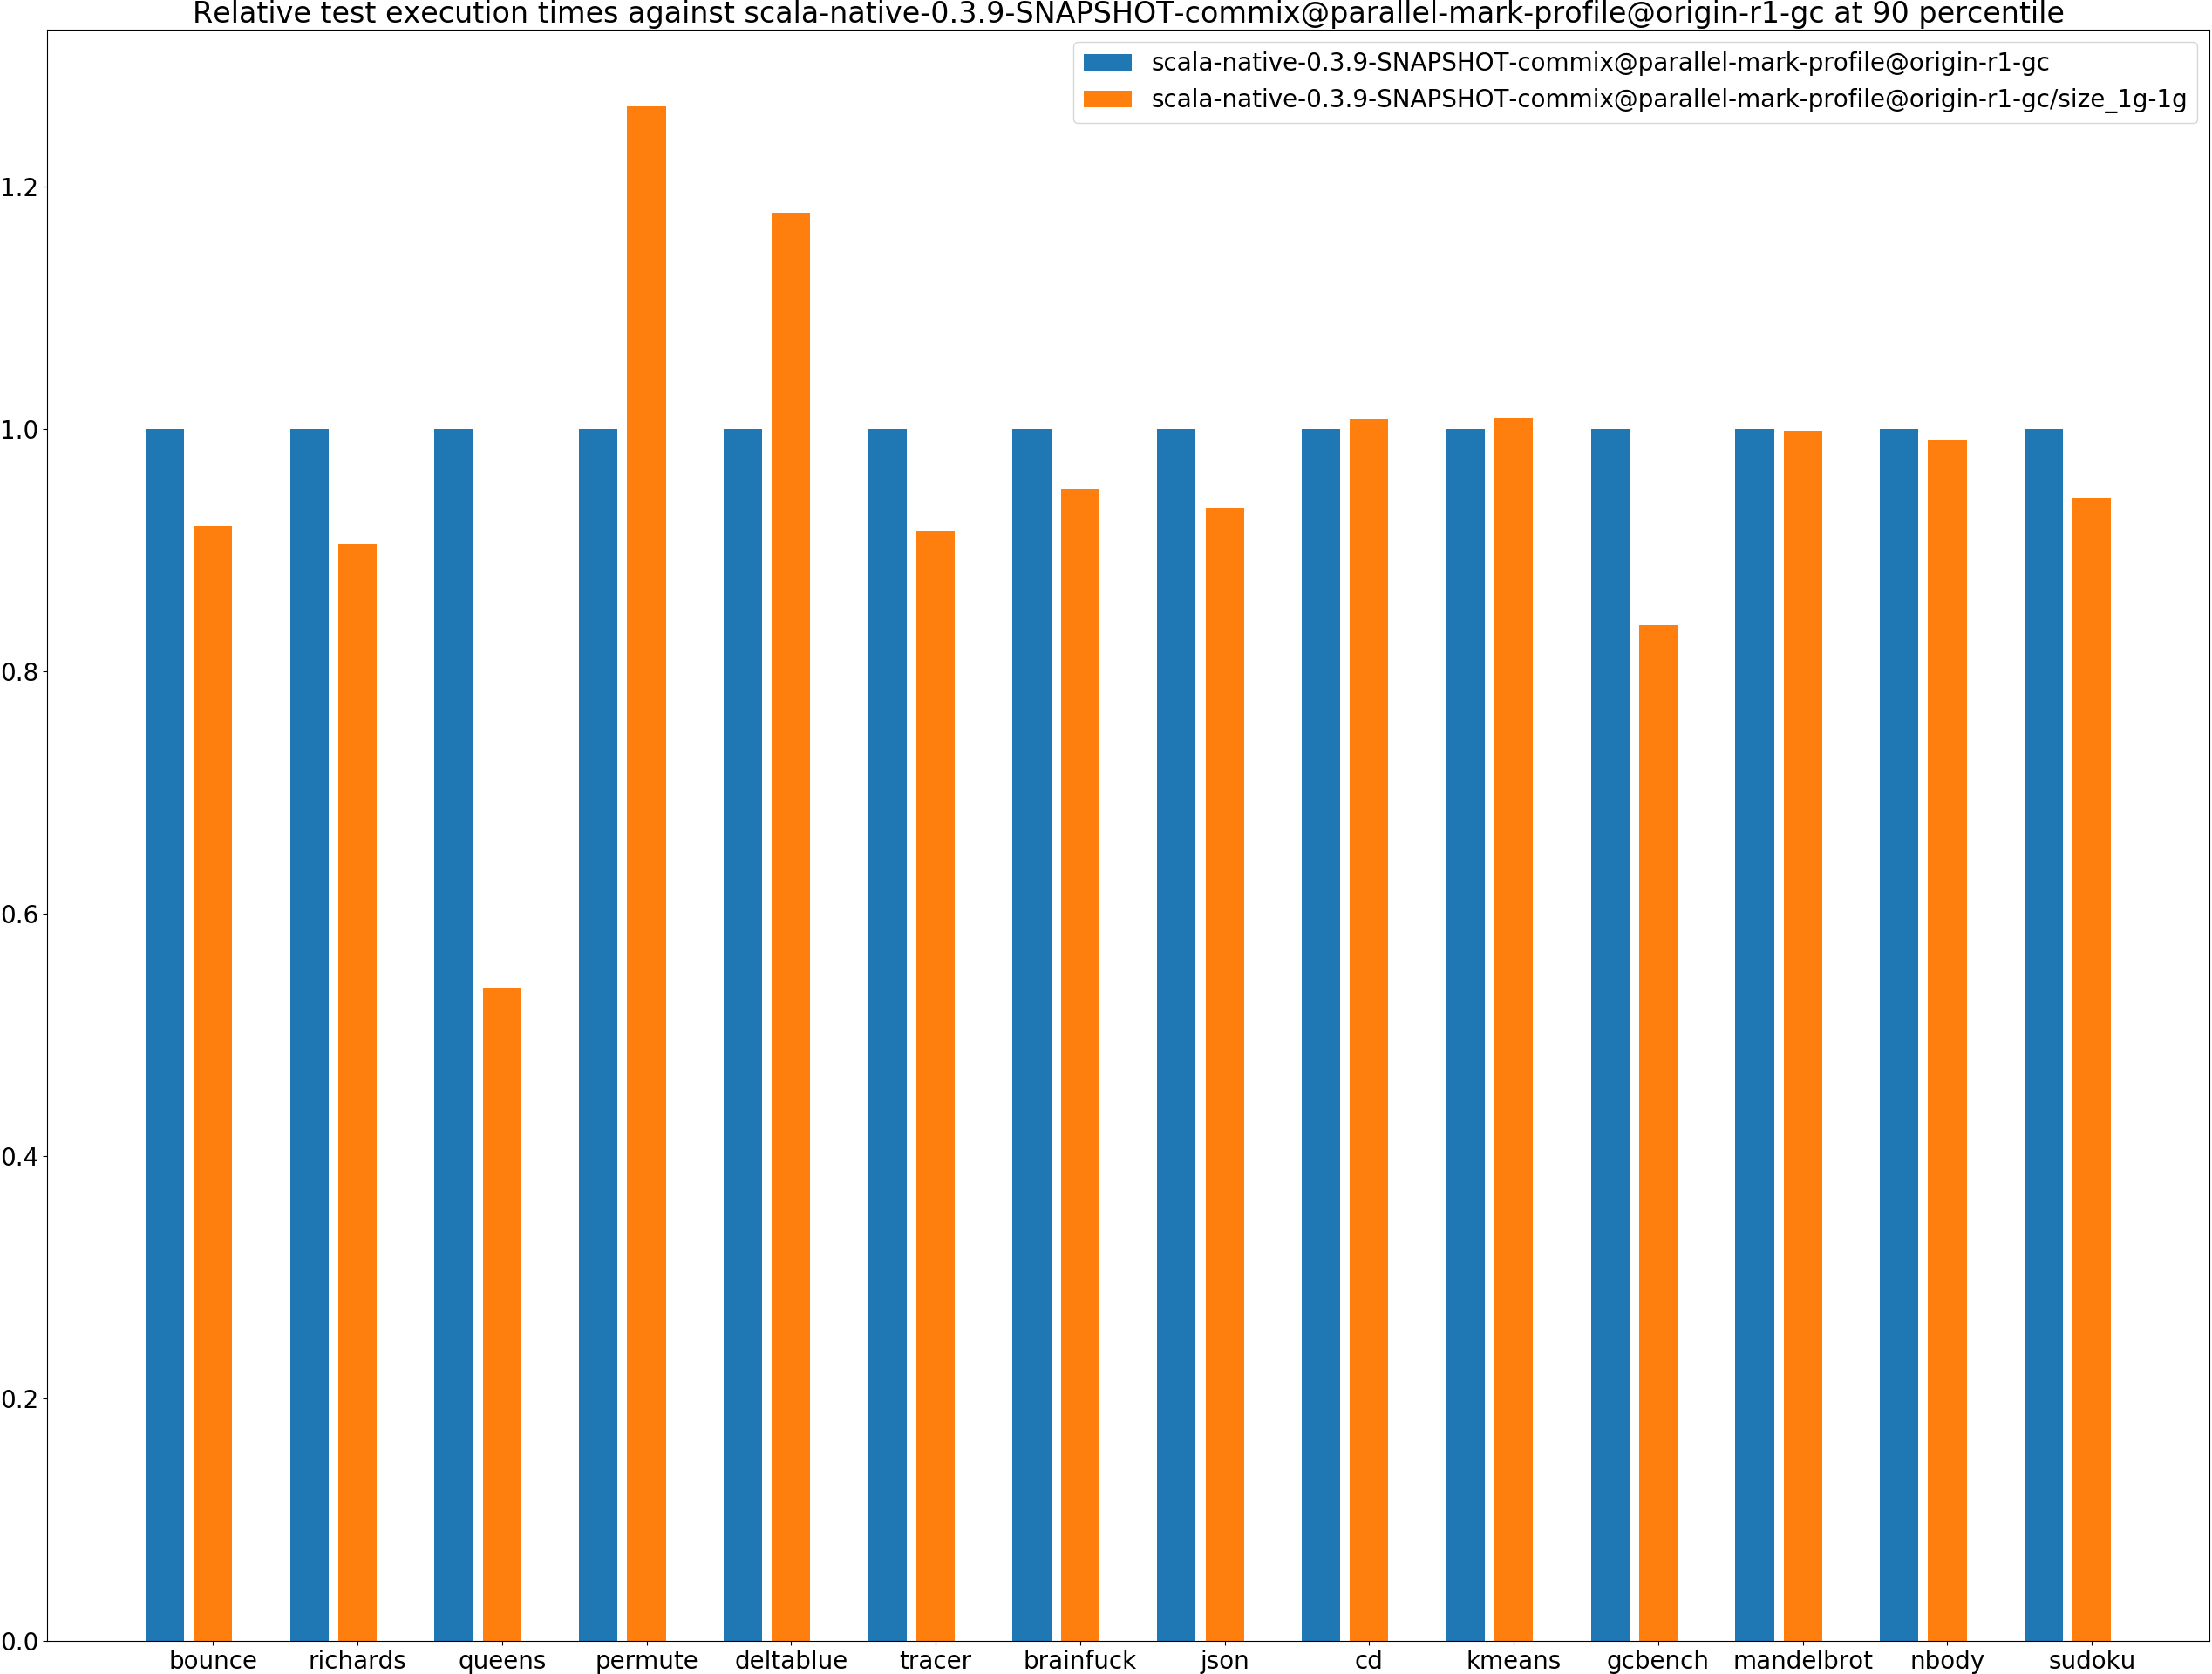 Relative test execution times against scala-native-0.3.9-SNAPSHOT-commix@parallel-mark-profile@origin-r1-gc at 90 percentile
scala-native-0.3.9-SNAPSHOT-commix@parallel-mark-profile@origin-r1-gc
scala-native-0.3.9-SNAPSHOT-commix@parallel-mark-profile@origin-r1-gc/size_1g-1g
1.2
1.0
0.8
0.6
0.4
0.2
0.0
bounce richards queens permute deltablue tracer brainfuck json cd kmeans gcbench mandelbrot nbody sudoku